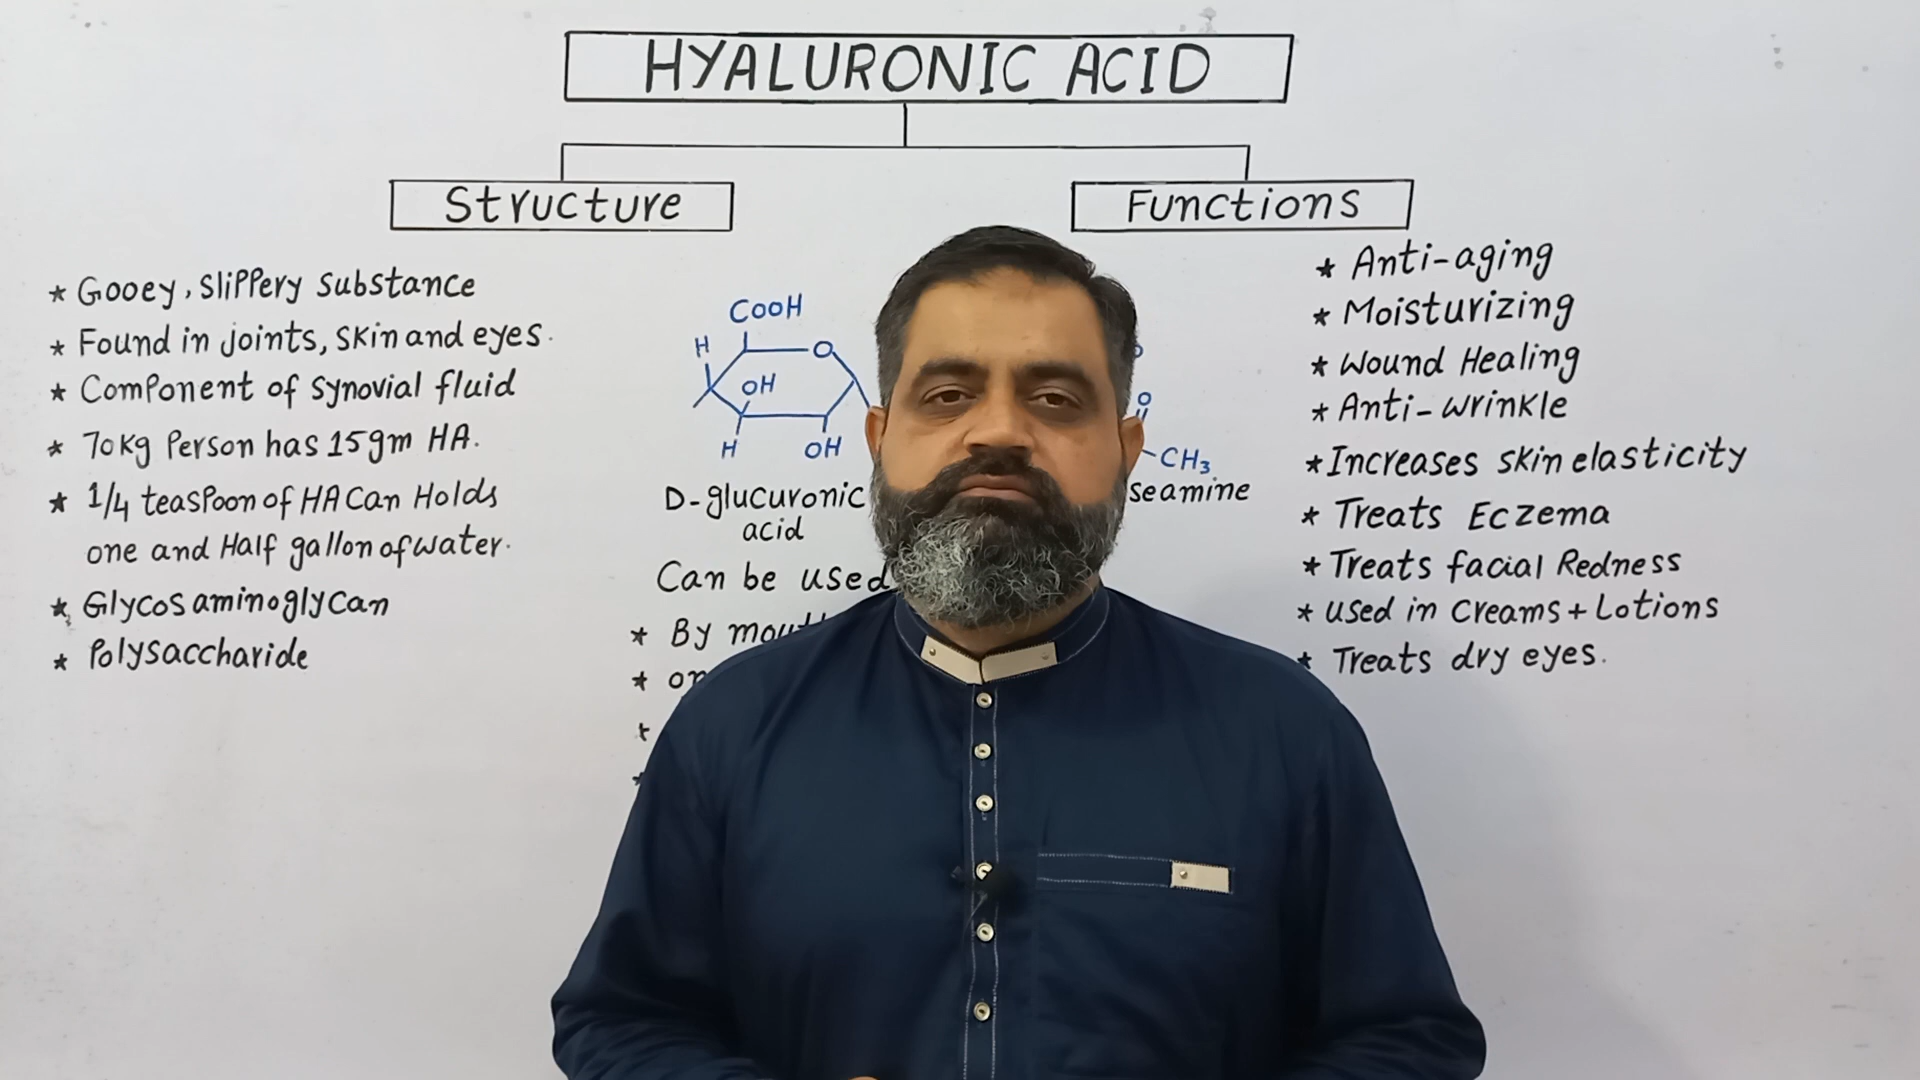 HYALURONIC ACID
Structure
Functions
* Gooey, slippery substance
* Found in joints, skin and eyes.
* Component of synovial fluid
* 70kg Person has 15gm HA.
* 1/4 teaspoon of HA Can Holds
one and Half gallon of water.
* Glycosaminoglycan
* Polysaccharide
COOH
H
O
OH
H
OH
D-glucuronic
acid
O
CH3
seamine
Can be used
* By
*
*
*
* Anti-aging
* Moisturizing
* Wound Healing
* Anti-wrinkle
* Increases skin elasticity
* Treats Eczema
* Treats facial Redness
* used in creams + Lotions
* Treats dry eyes.